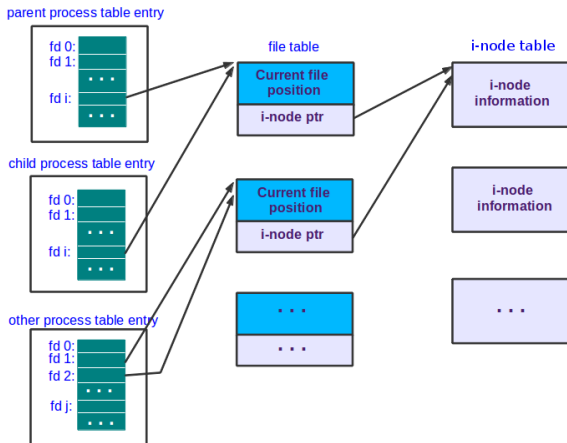 parent process table entry
fd 0:
fd 1:
...
fd i:
...
child process table entry
fd 0:
fd 1:
...
fd i:
...
other process table entry
fd 0:
fd 1:
fd 2:
...
fd j:
...
file table
Current file
position
i-node ptr
Current file
position
i-node ptr
...
...
i-node table
i-node
information
i-node
information
...